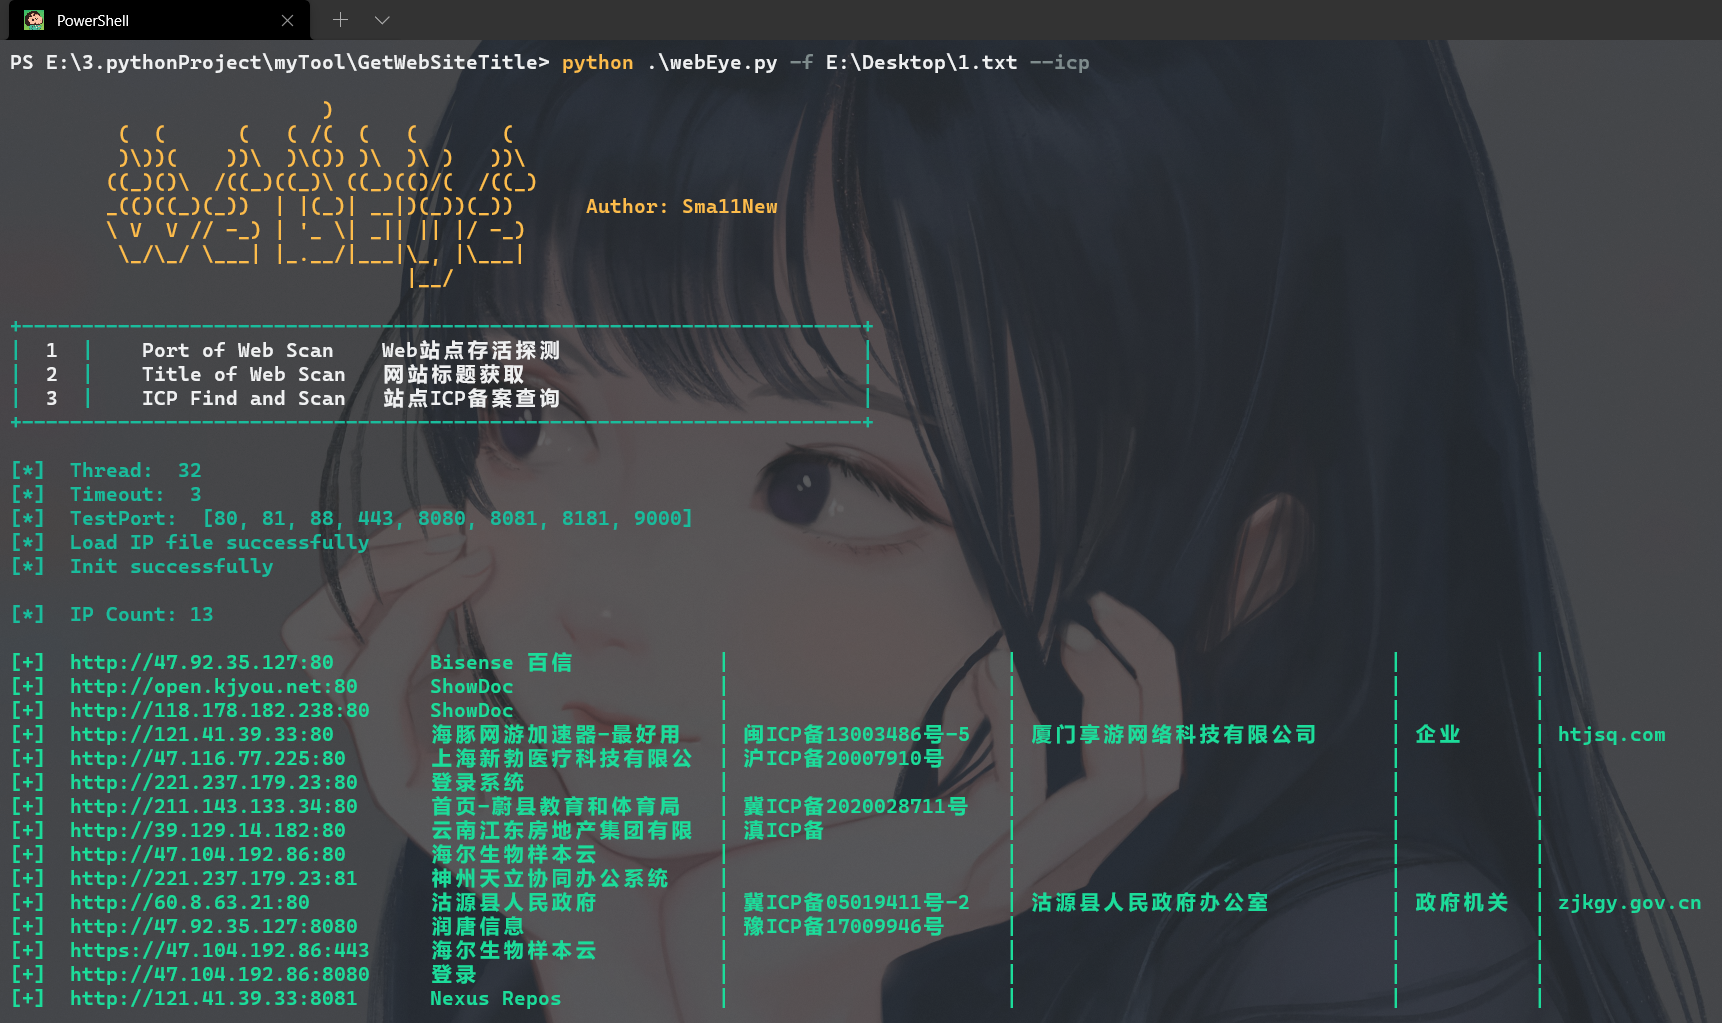 PowerShell
PS E:\3.pythonProject\myTool\GetWebSiteTitle> python .\webEye.py -f E:\Desktop\1.txt --icp
Author: Sma11New
1 Port of Web Scan Web站点存活探测
2 Title of Web Scan 网站标题获取
3 ICP Find and Scan 站点ICP备案查询
[*] Thread: 32
[*] Timeout: 3
[*] TestPort: [80, 81, 88, 443, 8080, 8081, 8181, 9000]
[*] Load IP file successfully
[*] Init successfully
[*] IP Count: 13
[+] http://47.92.35.127:80 Bisense 百信 | | | |
[+] http://open.kjyou.net:80 ShowDoc | | | |
[+] http://118.178.182.238:80 ShowDoc | | | |
[+] http://121.41.39.33:80 海豚网游加速器-最好用 | 闽ICP备13003486号-5 | 厦门享游网络科技有限公司 | 企业 | htjsq.com
[+] http://47.116.77.225:80 上海新勃医疗科技有限公 | 沪ICP备20007910号 | | |
[+] http://221.237.179.23:80 登录系统 | | | |
[+] http://211.143.133.34:80 首页-蔚县教育和体育局 | 冀ICP备2020028711号 | | |
[+] http://39.129.14.182:80 云南江东房地产集团有限 | 滇ICP备 | | |
[+] http://47.104.192.86:80 海尔生物样本云 | | | |
[+] http://221.237.179.23:81 神州天立协同办公系统 | | | |
[+] http://60.8.63.21:80 沽源县人民政府 | 冀ICP备05019411号-2 | 沽源县人民政府办公室 | 政府机关 | zjkgy.gov.cn
[+] http://47.92.35.127:8080 润唐信息 | 豫ICP备17009946号 | | |
[+] https://47.104.192.86:443 海尔生物样本云 | | | |
[+] http://47.104.192.86:8080 登录 | | | |
[+] http://121.41.39.33:8081 Nexus Repos | | | |